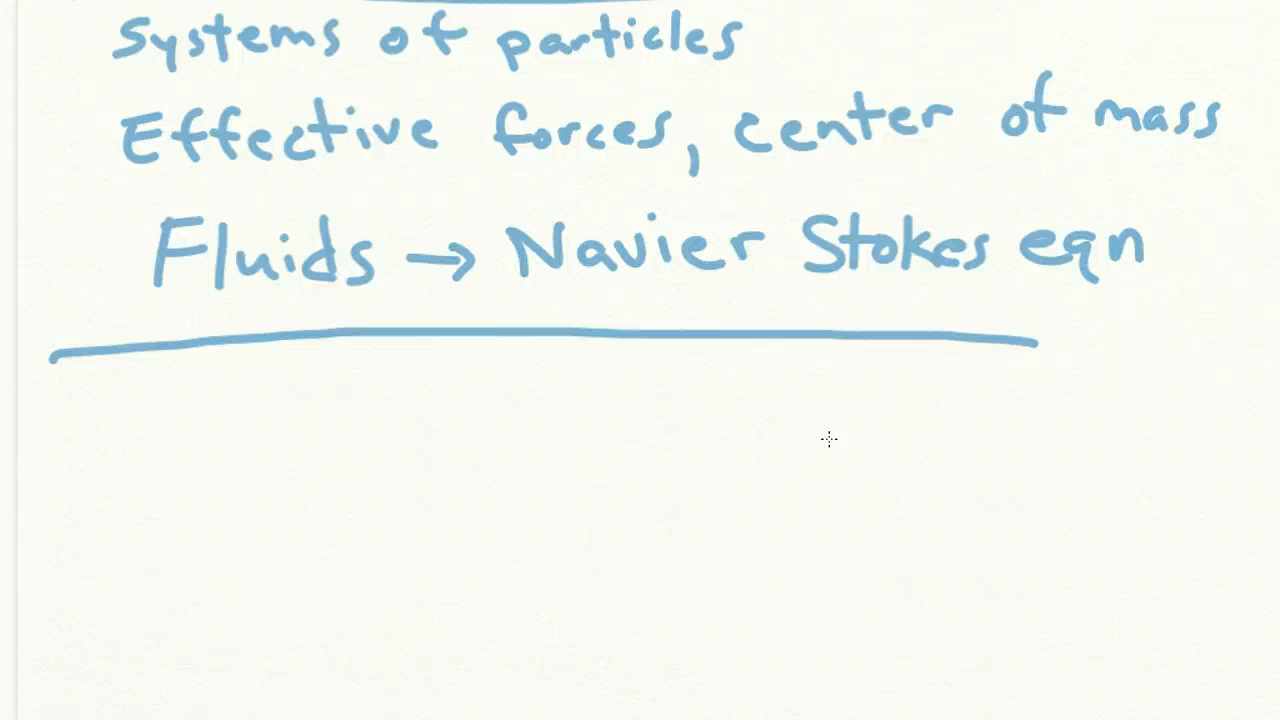 Systems of particles
Effective forces, center of mass
Fluids → Navier Stokes eqn